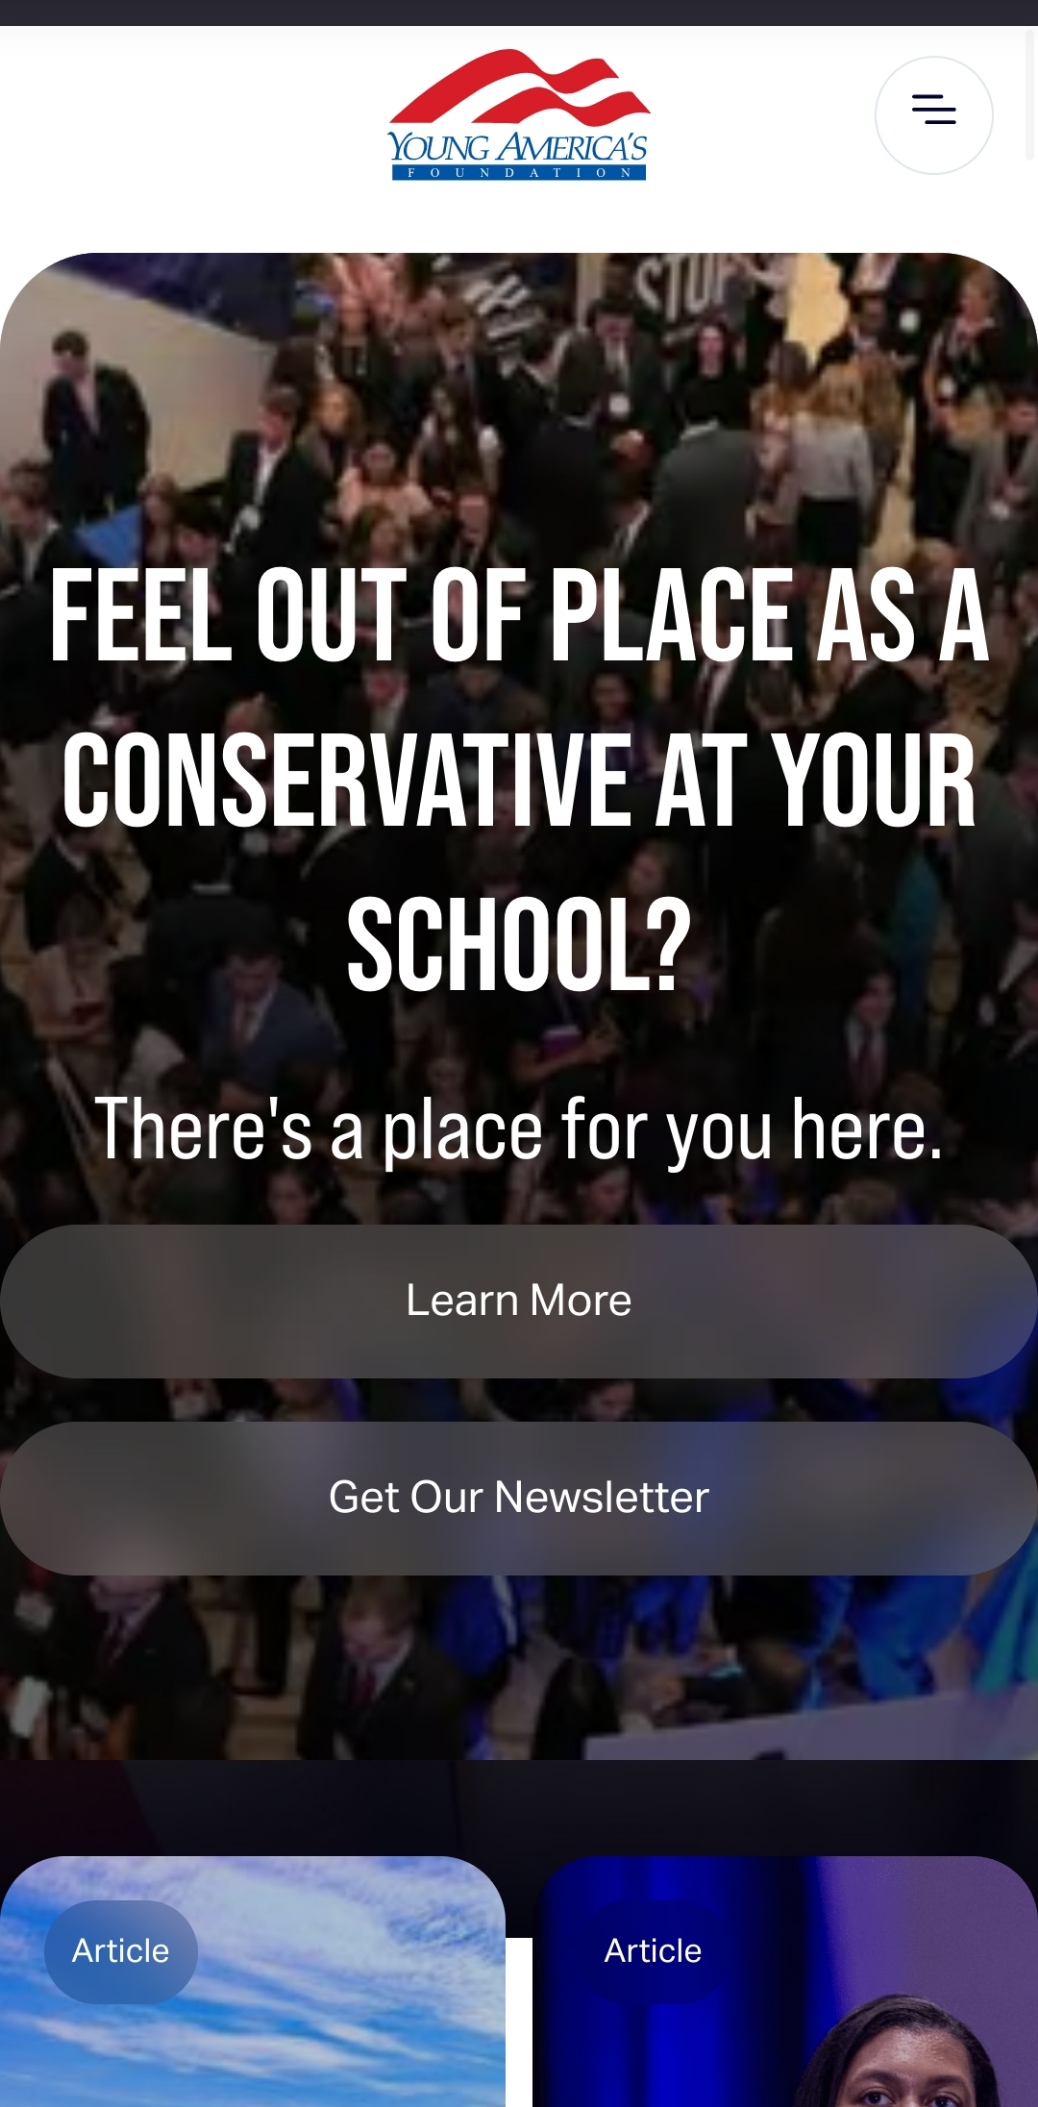 YOUNG AMERICA'S
FOUNDATION
STOP
FEEL OUT OF PLACE AS A
CONSERVATIVE AT YOUR
SCHOOL?
There's a place for you here.
Learn More
Get Our Newsletter
Article
Article